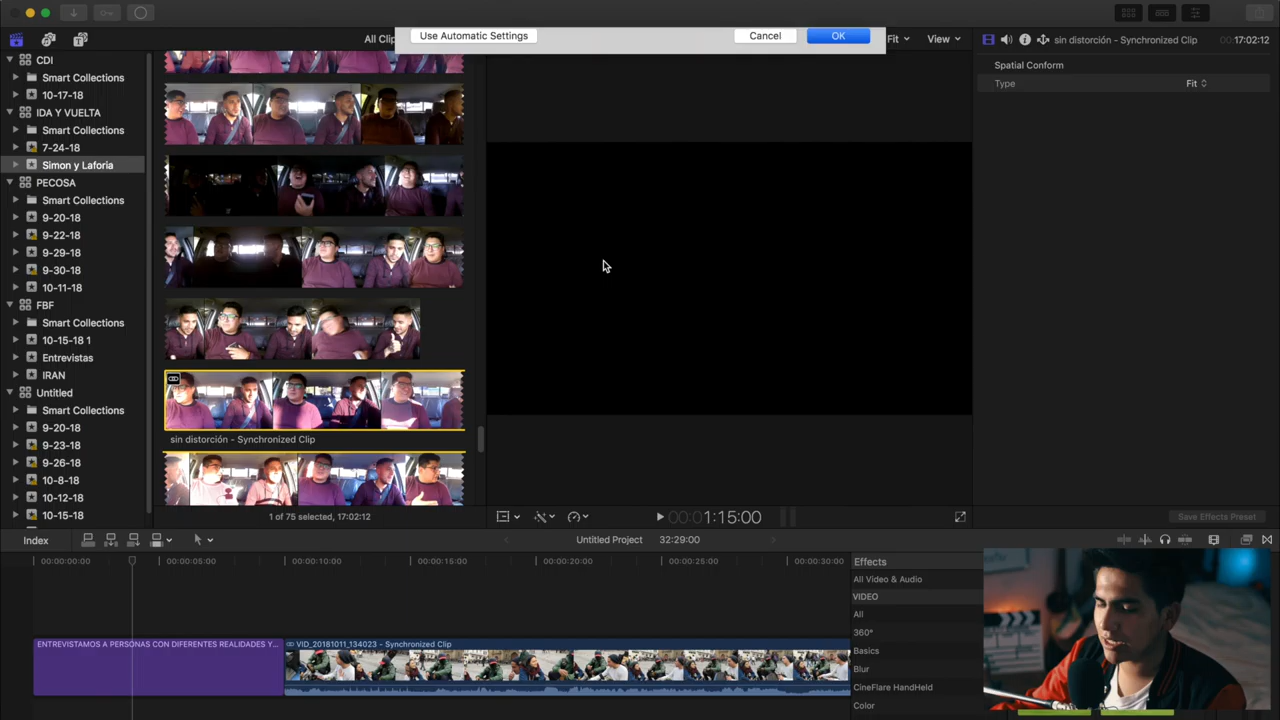 All Clip
Use Automatic Settings
Cancel
OK
Fit
View
sin distorción - Synchronized Clip
00:00:17:02:12
CDI
Smart Collections
10-17-18
IDA Y VUELTA
Smart Collections
7-24-18
Simon y Laforia
PECOSA
Smart Collections
9-20-18
9-22-18
9-29-18
9-30-18
10-11-18
FBF
Smart Collections
10-15-18 1
Entrevistas
IRAN
Untitled
Smart Collections
9-20-18
9-23-18
9-26-18
10-8-18
10-12-18
10-15-18
sin distorción - Synchronized Clip
1 of 75 selected, 17:02:12
Spatial Conform
Type
Fit
00:00:1:15:00
Save Effects Preset
Index
Untitled Project
32:29:00
00:00:00:00
00:00:05:00
00:00:10:00
00:00:15:00
00:00:20:00
00:00:25:00
00:00:30:00
ENTREVISTAMOS A PERSONAS CON DIFERENTES REALIDADES Y...
VID_20181011_134023 - Synchronized Clip
Effects
All Video & Audio
VIDEO
All
360°
Basics
Blur
CineFlare HandHeld
Color